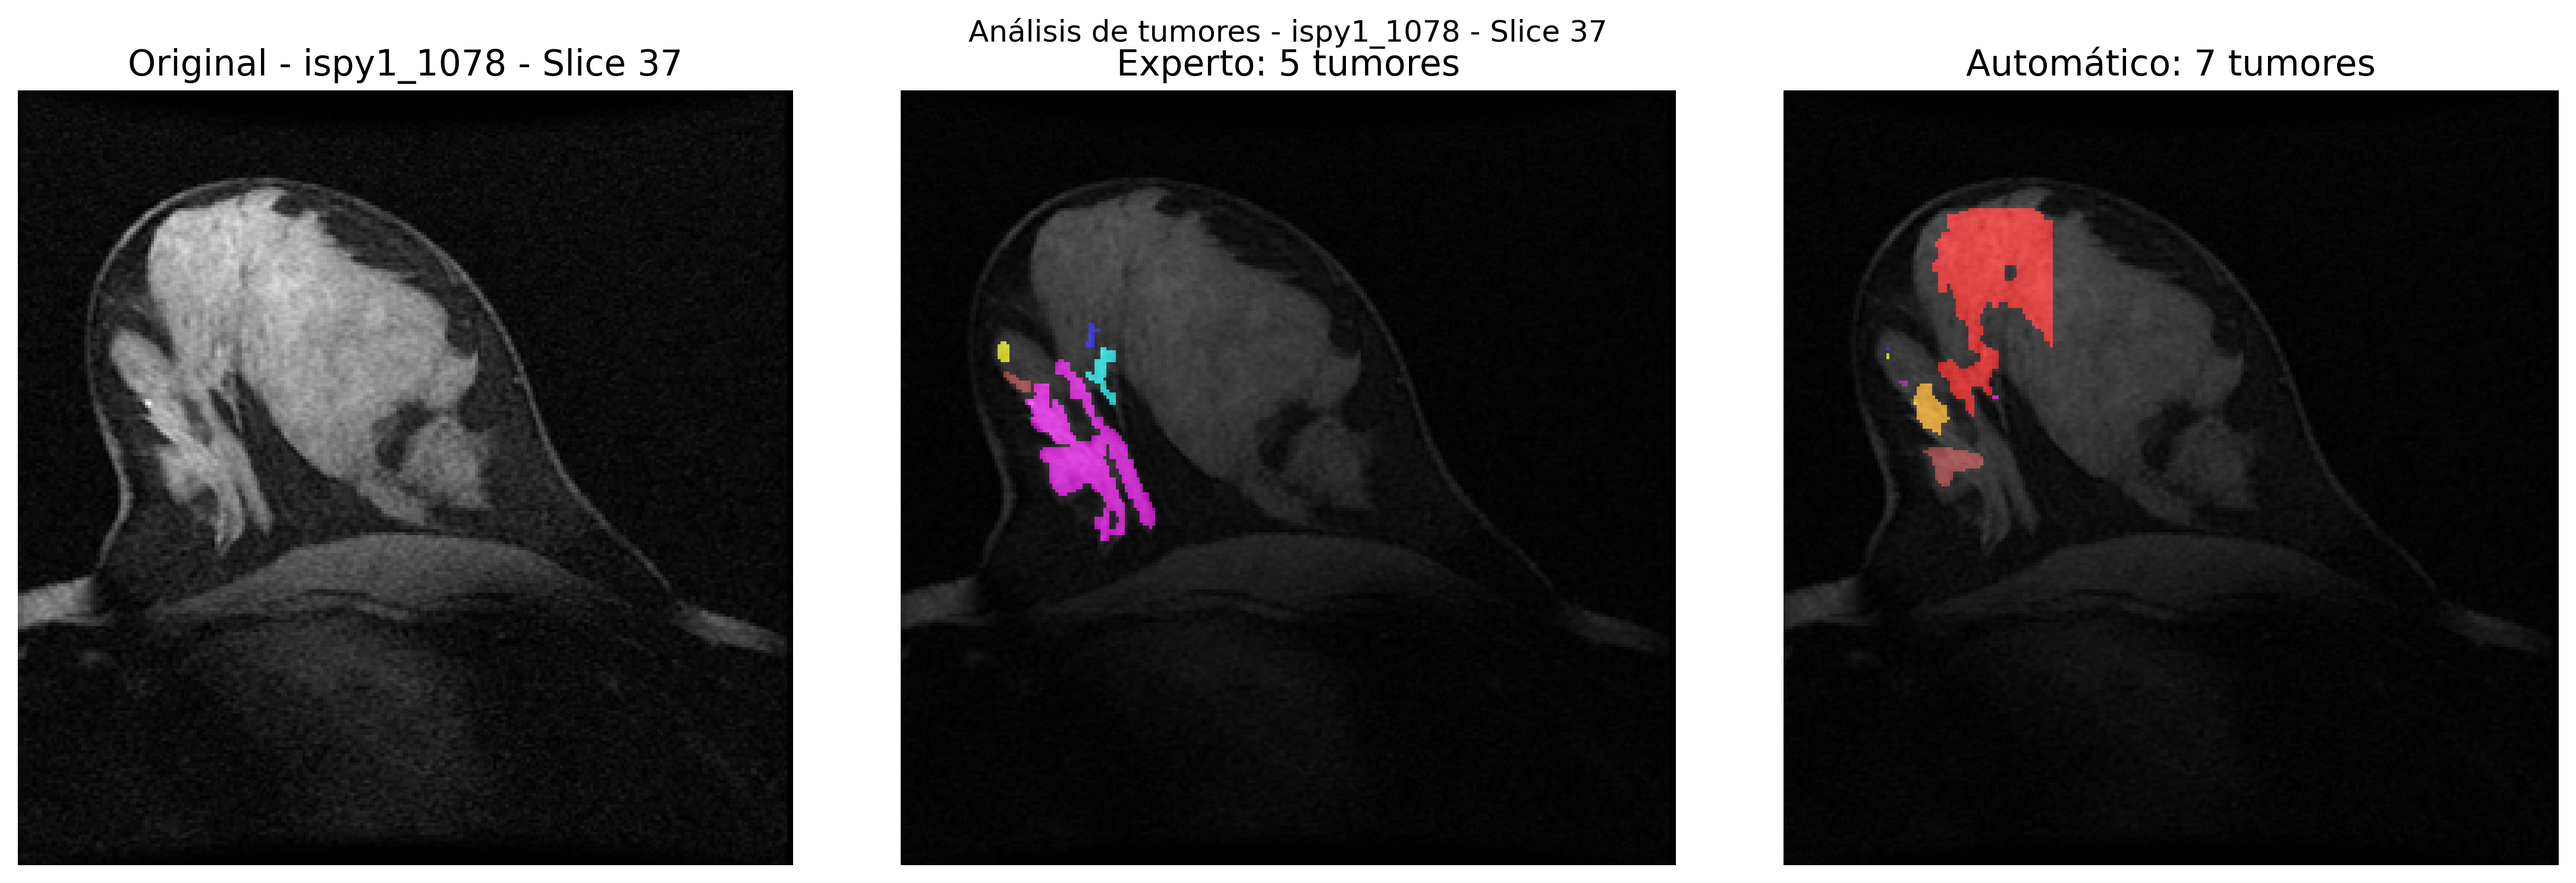 Análisis de tumores - ispy1_1078 - Slice 37
Original - ispy1_1078 - Slice 37
Experto: 5 tumores
Automático: 7 tumores